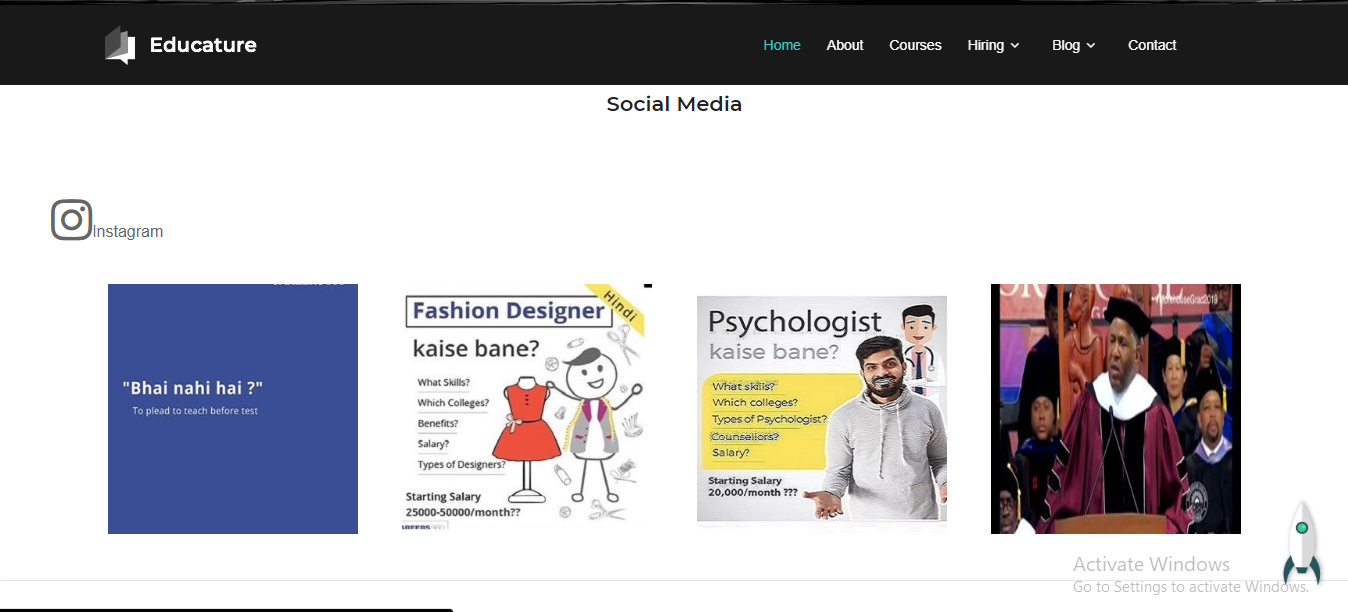 Educature
Home About Courses Hiring Blog Contact
Social Media
Instagram
"Bhai nahi hai ?"
To plead to teach before test
Fashion Designer
Hindi
kaise bane?
What Skills?
Which Colleges?
Benefits?
Salary?
Types of Designers?
Starting Salary
25000-50000/month??
Psychologist
kaise bane?
What skills?
Which colleges?
Types of Psychologist?
Counsellors?
Salary?
Starting Salary
20,000/month ???
Activate Windows
Go to Settings to activate Windows.